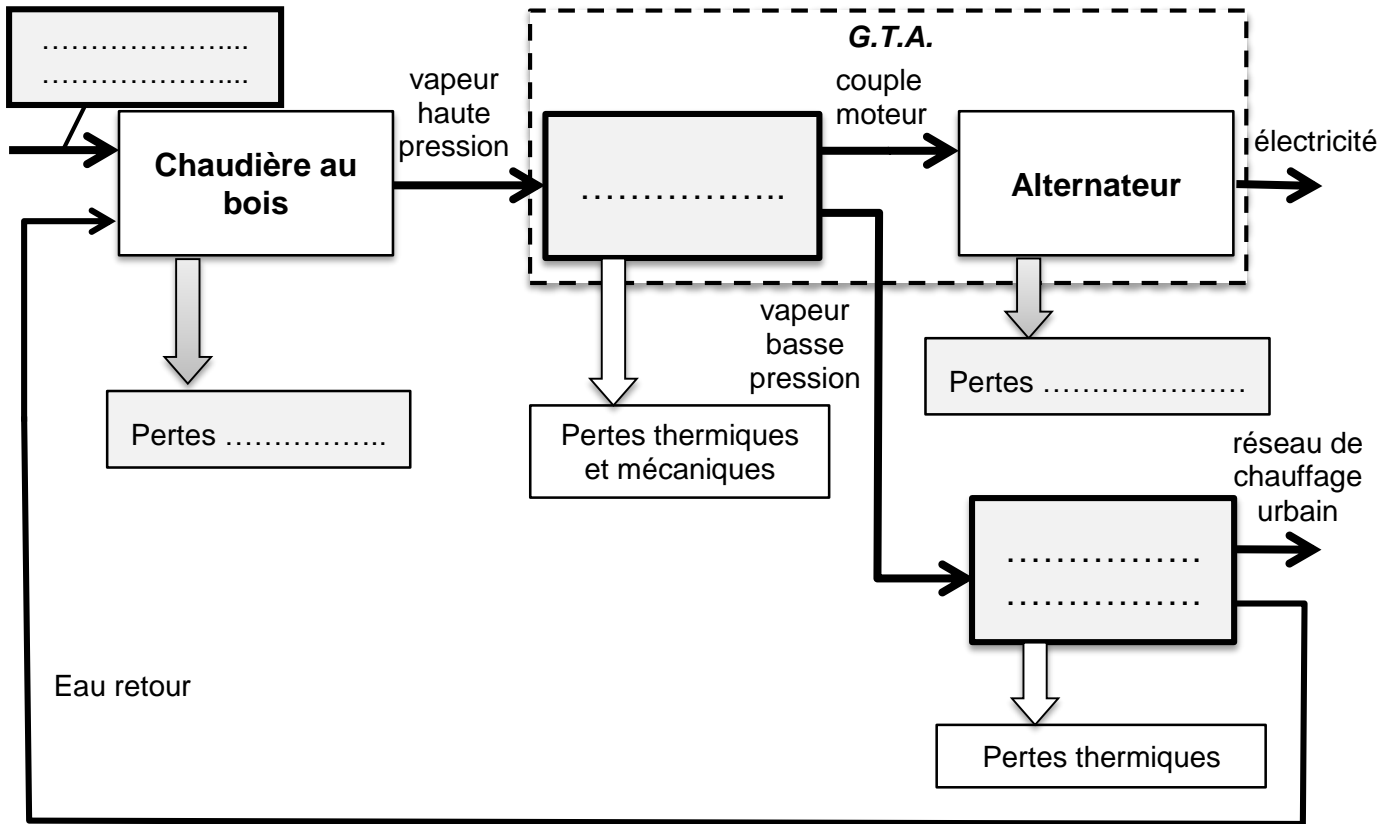 …………………...
…………………...
G.T.A.
vapeur
haute
pression
couple
moteur
électricité
Chaudière au
bois
………………
Alternateur
vapeur
basse
pression
Pertes ……………..
Pertes thermiques
et mécaniques
Pertes …………………
réseau de
chauffage
urbain
………………
………………
Eau retour
Pertes thermiques